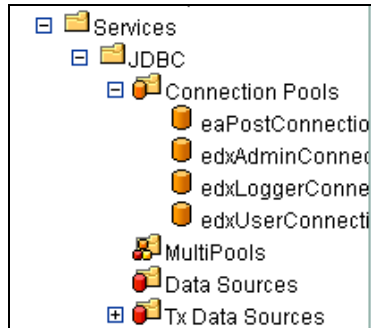 Services
JDBC
Connection Pools
eaPostConnectio
edxAdminConnec
edxLoggerConne
edxUserConnecti
MultiPools
Data Sources
Tx Data Sources